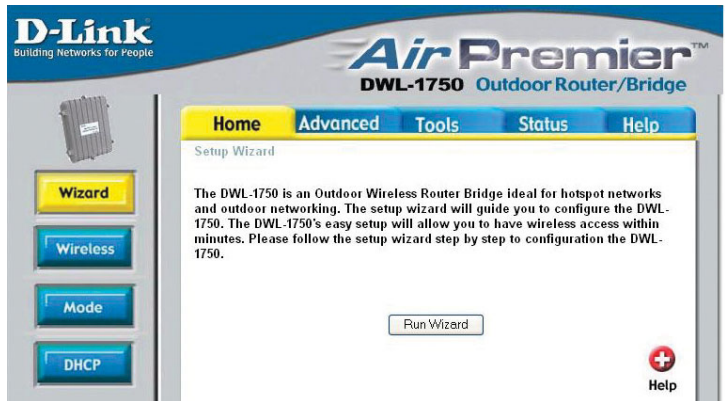 D-Link
Building Networks for People
Air Premier™
DWL-1750 Outdoor Router/Bridge
Home Advanced Tools Status Help
Setup Wizard
Wizard
Wireless
Mode
DHCP
The DWL-1750 is an Outdoor Wireless Router Bridge ideal for hotspot networks
and outdoor networking. The setup wizard will guide you to configure the DWL-
1750. The DWL-1750's easy setup will allow you to have wireless access within
minutes. Please follow the setup wizard step by step to configuration the DWL-
1750.
Run Wizard
Help